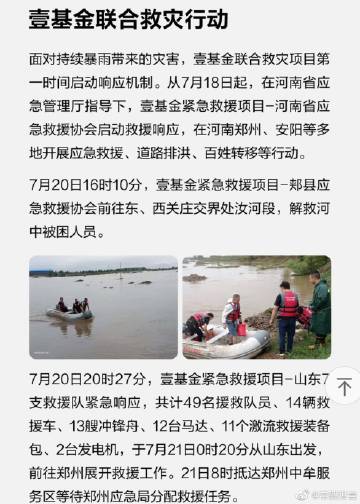 壹基金联合救灾行动
面对持续暴雨带来的灾害，壹基金联合救灾项目第
一时间启动响应机制。从7月18日起，在河南省应
急管理厅指导下，壹基金紧急救援项目-河南省应
急救援协会启动救援响应，在河南郑州、安阳等多
地开展应急救援、道路排洪、百姓转移等行动。
7月20日16时10分，壹基金紧急救援项目-郏县应
急救援协会前往东、西关庄交界处汝河段，解救河
中被困人员。
7月20日20时27分，壹基金紧急救援项目-山东7
支救援队紧急响应，共计49名援救队员、14辆救
援车、13艘冲锋舟、12台马达、11个激流救援装备
包、2台发电机，于7月21日0时20分从山东出发，
前往郑州展开救援工作。21日8时抵达郑州中牟服
务区等待郑州应急局分配救援任务。